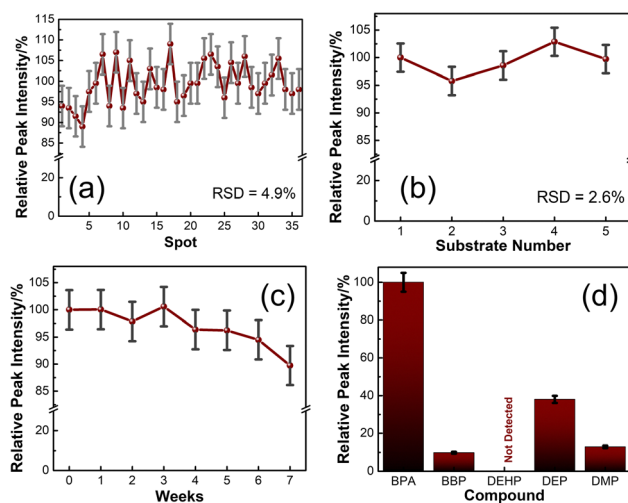 Relative Peak Intensity/%
115
110
105
100
95
90
85
20
0
(a)
RSD = 4.9%
5 10 15 20 25 30 35
Spot
Relative Peak Intensity/%
105
100
95
90
85
20
0
(b)
RSD = 2.6%
1 2 3 4 5
Substrate Number
Relative Peak Intensity/%
105
100
95
90
85
20
0
(c)
0 1 2 3 4 5 6 7
Weeks
Relative Peak Intensity/%
100
80
60
40
20
0
(d)
Not Detected
BPA BBP DEHP DEP DMP
Compound